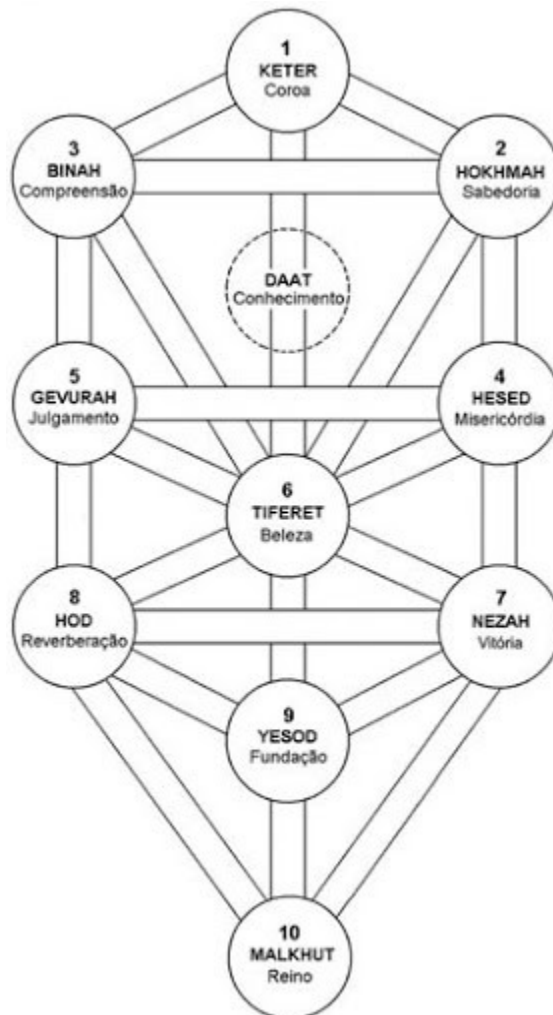 1
KETER
Coroa
3
BINAH
Compreensão
2
HOKHMAH
Sabedoria
DAAT
Conhecimento
5
GEVURAH
Julgamento
4
HESED
Misericórdia
6
TIFERET
Beleza
8
HOD
Reverberação
7
NEZAH
Vitória
9
YESOD
Fundação
10
MALKHUT
Reino